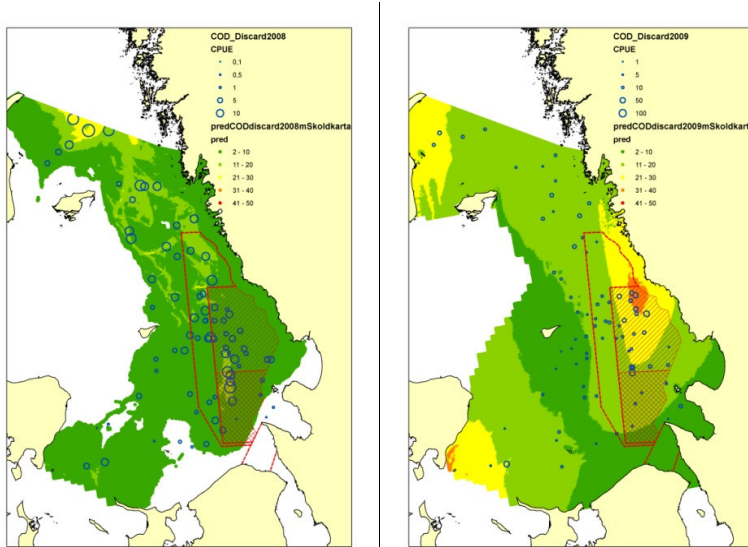 COD_Discard2008
CPUE
0,1
0,5
1
5
10
predCODdiscard2008mSkoldkarta
pred
2 - 10
11 - 20
21 - 30
31 - 40
41 - 50
COD_Discard2009
CPUE
1
5
10
50
100
predCODdiscard2009mSkoldkarta
pred
2 - 10
11 - 20
21 - 30
31 - 40
41 - 50